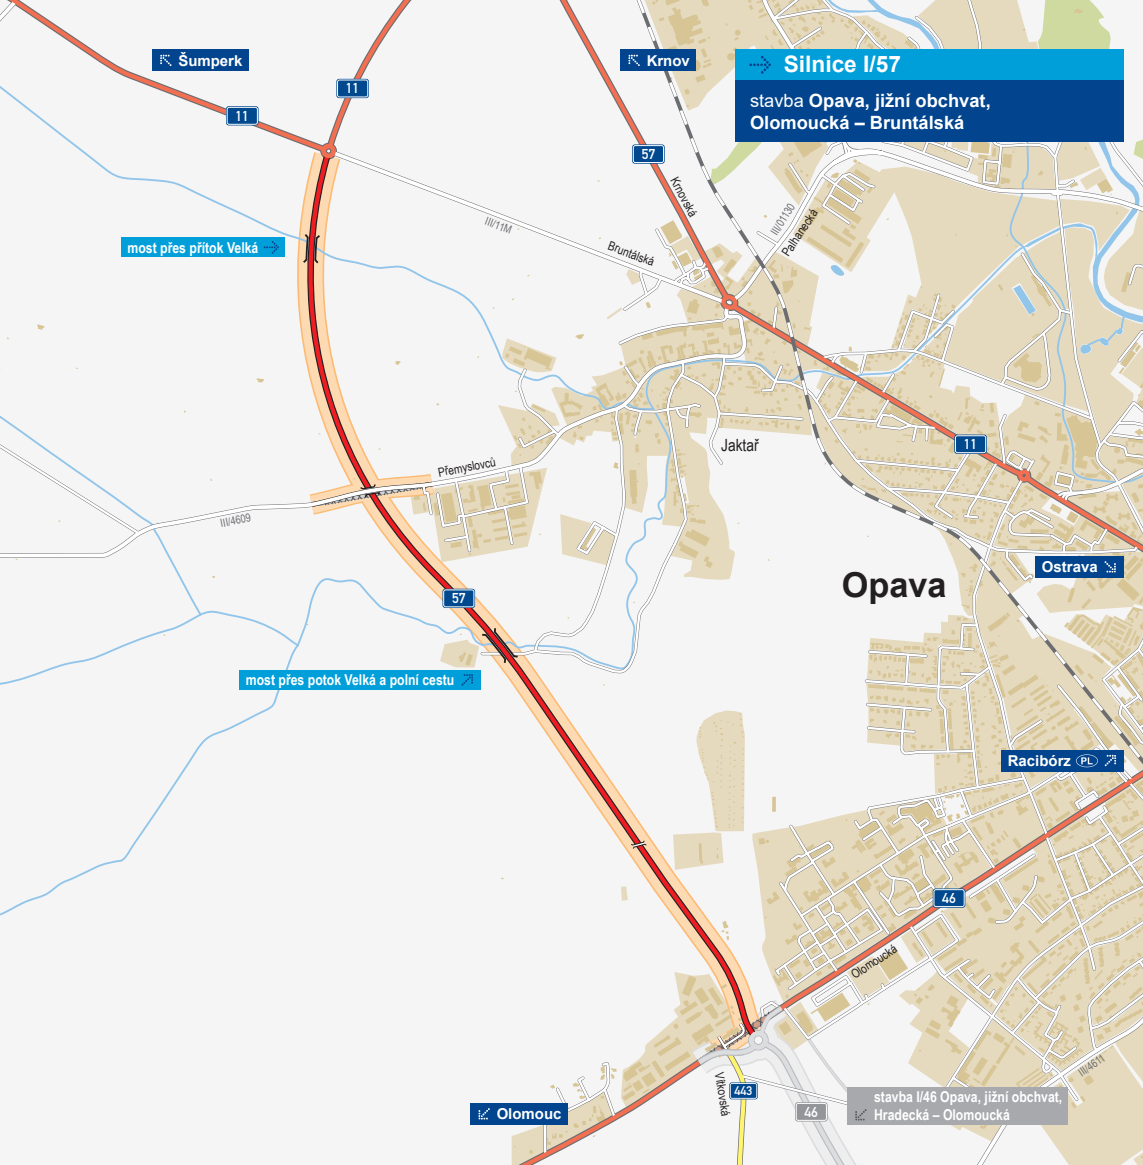 Šumperk
Krnov
Silnice I/57
stavba Opava, jižní obchvat,
Olomoucká – Bruntálská
11
11
57
Krnovská
III/01130
Palhanecká
III/11M
Bruntálská
most přes přítok Velká
Jaktař
11
Přemyslovců
III/4609
Ostrava
Opava
57
most přes potok Velká a polní cestu
Racibórz PL
46
Olomoucká
III/4611
Vítkovská
443
46
stavba I/46 Opava, jižní obchvat,
Hradecká – Olomoucká
Olomouc